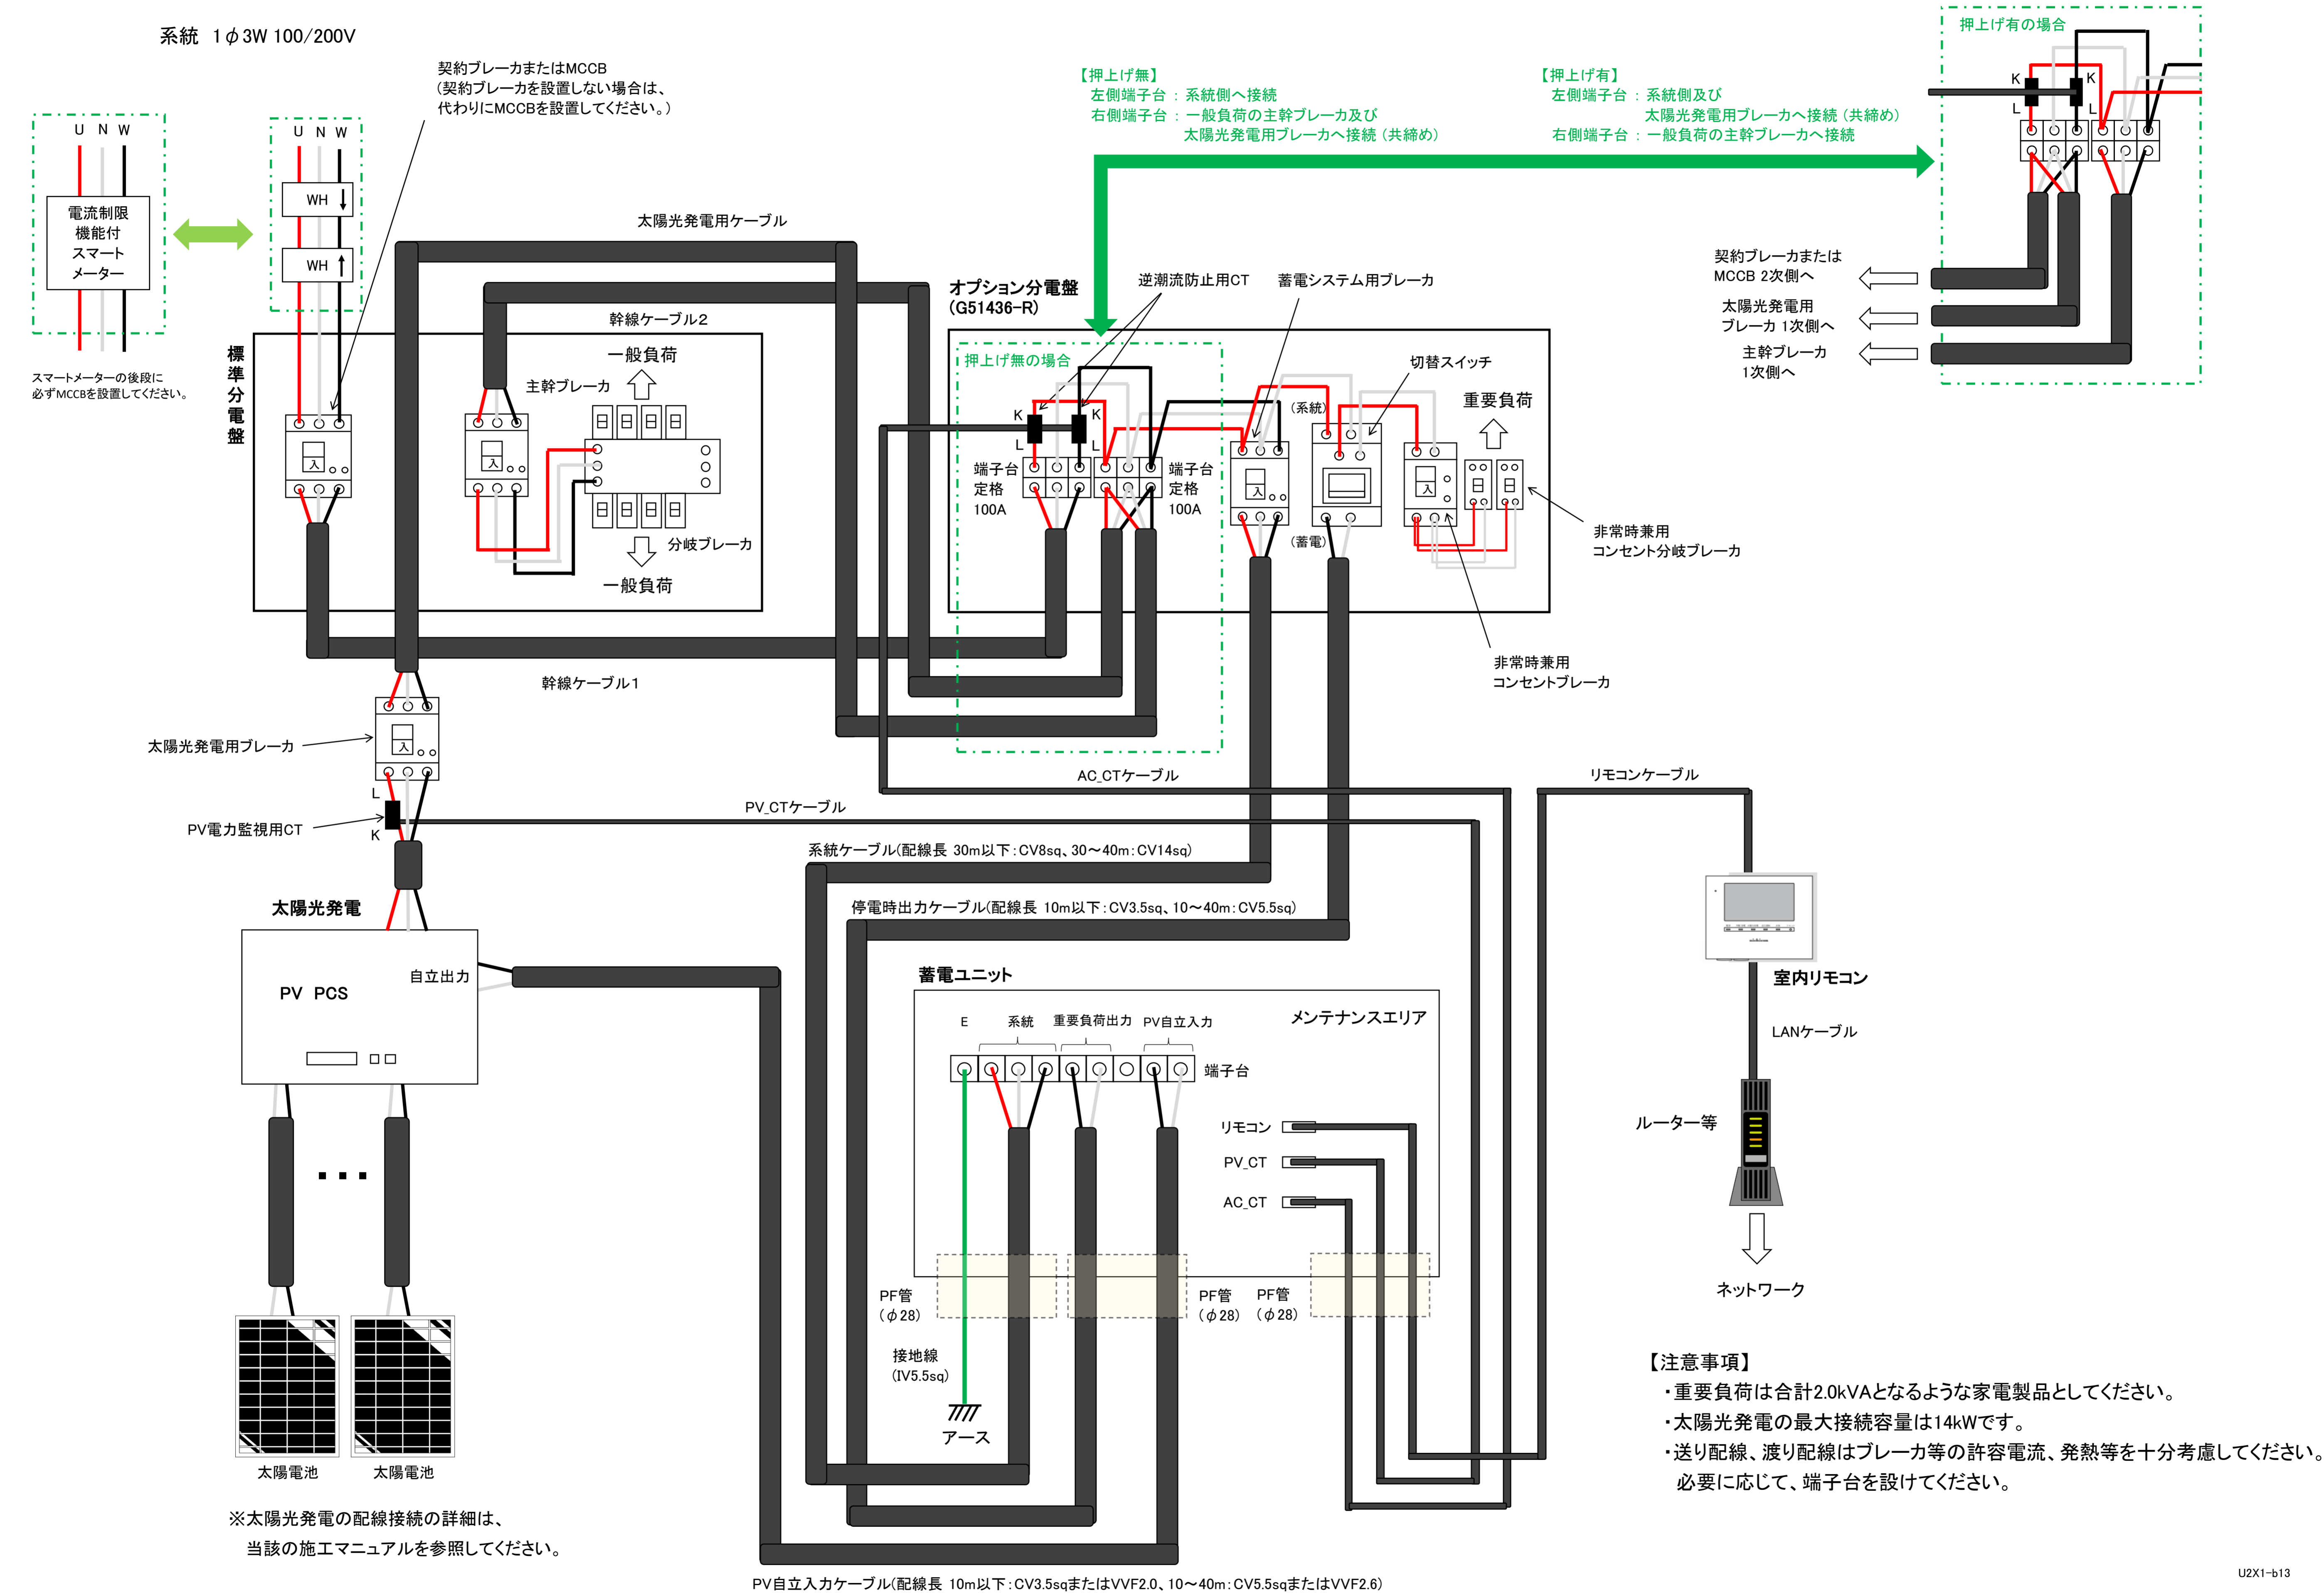 系統 1φ3W 100/200V
契約ブレーカまたはMCCB
(契約ブレーカを設置しない場合は、
代わりにMCCBを設置してください。)
U N W
電流制限
機能付
スマート
メーター
スマートメーターの後段に
必ずMCCBを設置してください。
U N W
WH
WH
【押上げ無】
左側端子台 : 系統側へ接続
右側端子台 : 一般負荷の主幹ブレーカ及び
太陽光発電用ブレーカへ接続 (共締め)
【押上げ有】
左側端子台 : 系統側及び
太陽光発電用ブレーカへ接続 (共締め)
右側端子台 : 一般負荷の主幹ブレーカへ接続
押上げ有の場合
K
K
L
L
契約ブレーカまたは
MCCB 2次側へ
太陽光発電用
ブレーカ 1次側へ
主幹ブレーカ
1次側へ
太陽光発電用ケーブル
幹線ケーブル2
標準分電盤
入
主幹ブレーカ
入
一般負荷
分岐ブレーカ
一般負荷
幹線ケーブル1
オプション分電盤
(G51436-R)
逆潮流防止用CT
蓄電システム用ブレーカ
押上げ無の場合
K
K
L
L
端子台
定格
100A
端子台
定格
100A
入
切替スイッチ
(系統)
(蓄電)
重要負荷
入
非常時兼用
コンセント分岐ブレーカ
非常時兼用
コンセントブレーカ
太陽光発電用ブレーカ
入
L
PV電力監視用CT
K
PV_CTケーブル
AC_CTケーブル
リモコンケーブル
系統ケーブル(配線長 30m以下:CV8sq、30～40m:CV14sq)
停電時出力ケーブル(配線長 10m以下:CV3.5sq、10～40m:CV5.5sq)
太陽光発電
PV PCS
自立出力
太陽電池
太陽電池
※太陽光発電の配線接続の詳細は、
当該の施工マニュアルを参照してください。
蓄電ユニット
メンテナンスエリア
E
系統
重要負荷出力
PV自立入力
端子台
リモコン
PV_CT
AC_CT
PF管
(φ28)
PF管
(φ28)
PF管
(φ28)
接地線
(IV5.5sq)
アース
PV自立入力ケーブル(配線長 10m以下:CV3.5sqまたはVVF2.0、10～40m:CV5.5sqまたはVVF2.6)
室内リモコン
LANケーブル
ルーター等
ネットワーク
【注意事項】
・重要負荷は合計2.0kVAとなるような家電製品としてください。
・太陽光発電の最大接続容量は14kWです。
・送り配線、渡り配線はブレーカ等の許容電流、発熱等を十分考慮してください。
必要に応じて、端子台を設けてください。
U2X1-b13